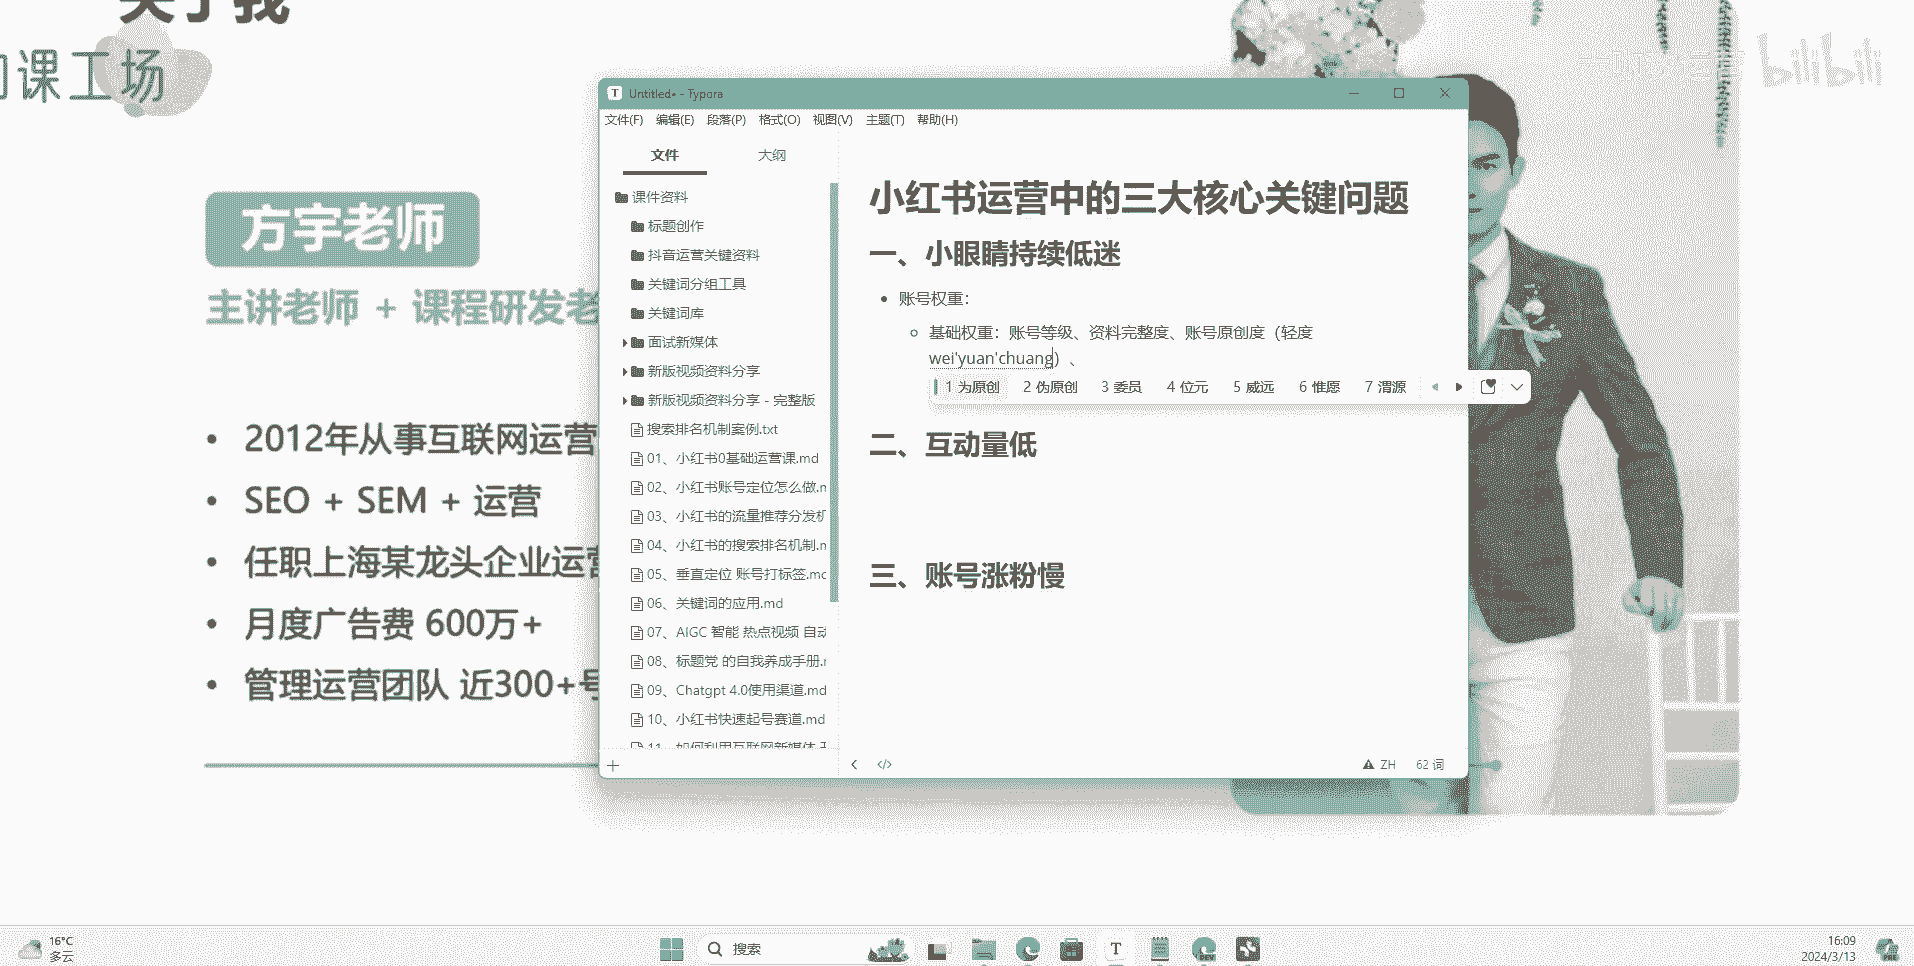 关于我
课工场
bilibili
方宇老师
主讲老师 + 课程研发老
• 2012年从事互联网运营
• SEO + SEM + 运营
• 任职上海某龙头企业运营
• 月度广告费 600万+
• 管理运营团队 近300+号
Untitled• - Typora
文件(F) 编辑(E) 段落(P) 格式(O) 视图(V) 主题(T) 帮助(H)
文件 大纲
课件资料
标题创作
抖音运营关键资料
关键词分组工具
关键词库
面试新媒体
新版视频资料分享
新版视频资料分享 - 完整版
搜索排名机制案例.txt
01、小红书0基础运营课.md
02、小红书账号定位怎么做.m
03、小红书的流量推荐分发机
04、小红书的搜索排名机制.m
05、垂直定位 账号打标签.md
06、关键词的应用.md
07、AIGC 智能 热点视频 自动
08、标题党 的自我养成手册.m
09、Chatgpt 4.0使用渠道.md
10、小红书快速起号赛道.md
11、如何利用互联网新媒体
小红书运营中的三大核心关键问题
一、小眼睛持续低迷
• 账号权重：
基础权重：账号等级、资料完整度、账号原创度（轻度
wei'yuan'chuang）、
1 为原创 2 伪原创 3 委员 4 位元 5 威远 6 惟愿 7 渭源
二、互动量低
三、账号涨粉慢
ZH 62 词
16°C
多云
搜索
16:09
2024/3/13